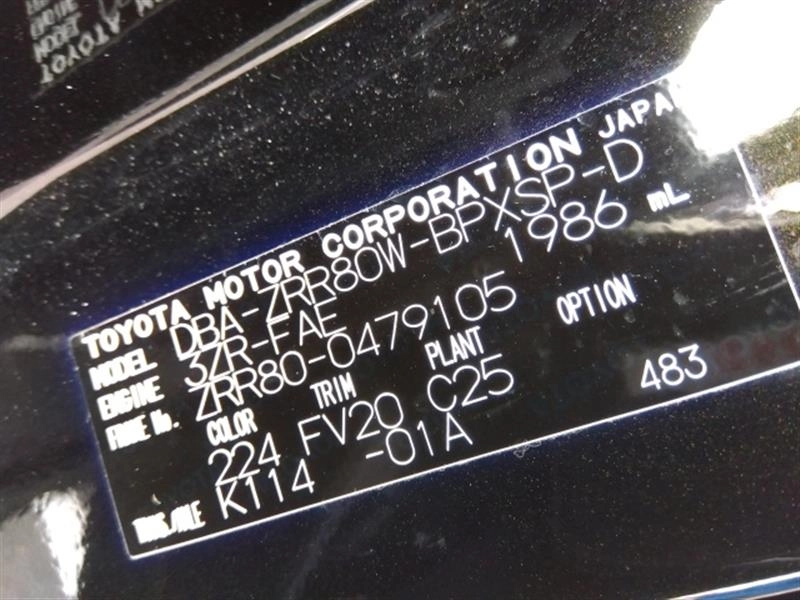 TOYOTA MOTOR CORPORATION JAPAN
MODEL DBA-ZRR80W-BPXSP-D
ENGINE 3ZR-FAE 1986 mL
FRAME No. ZRR80-0479105
COLOR TRIM PLANT OPTION
224 FV20 C25
TRANS./AXLE K114 -01A 483